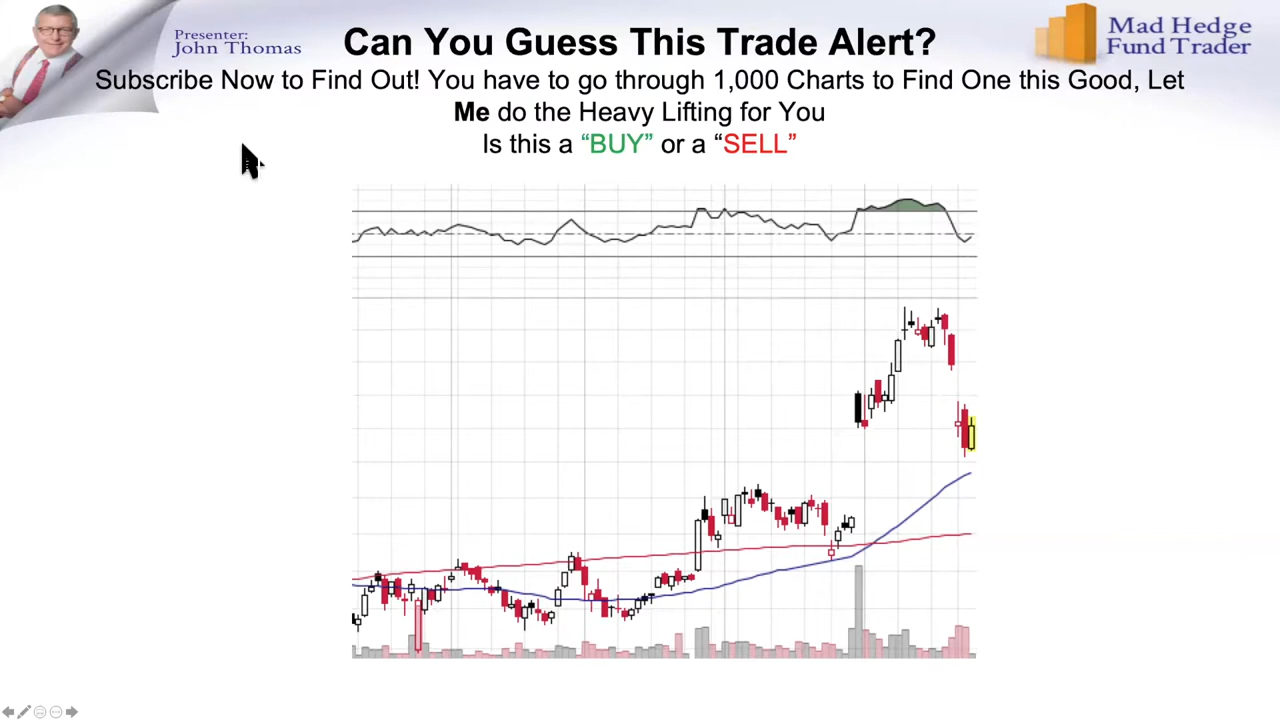 Presenter:
John Thomas
Can You Guess This Trade Alert?
Mad Hedge
Fund Trader
Subscribe Now to Find Out! You have to go through 1,000 Charts to Find One this Good, Let
Me do the Heavy Lifting for You
Is this a “BUY” or a “SELL”